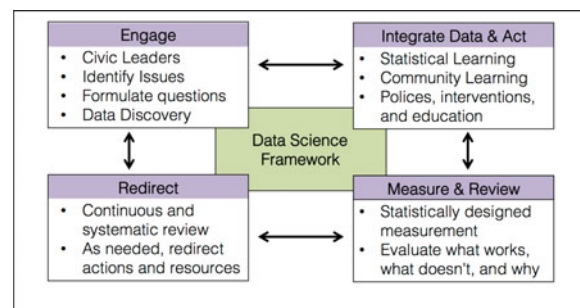 Engage
• Civic Leaders
• Identify Issues
• Formulate questions
• Data Discovery
Integrate Data & Act
• Statistical Learning
• Community Learning
• Polices, interventions,
and education
Data Science
Framework
Redirect
• Continuous and
systematic review
• As needed, redirect
actions and resources
Measure & Review
• Statistically designed
measurement
• Evaluate what works,
what doesn't, and why